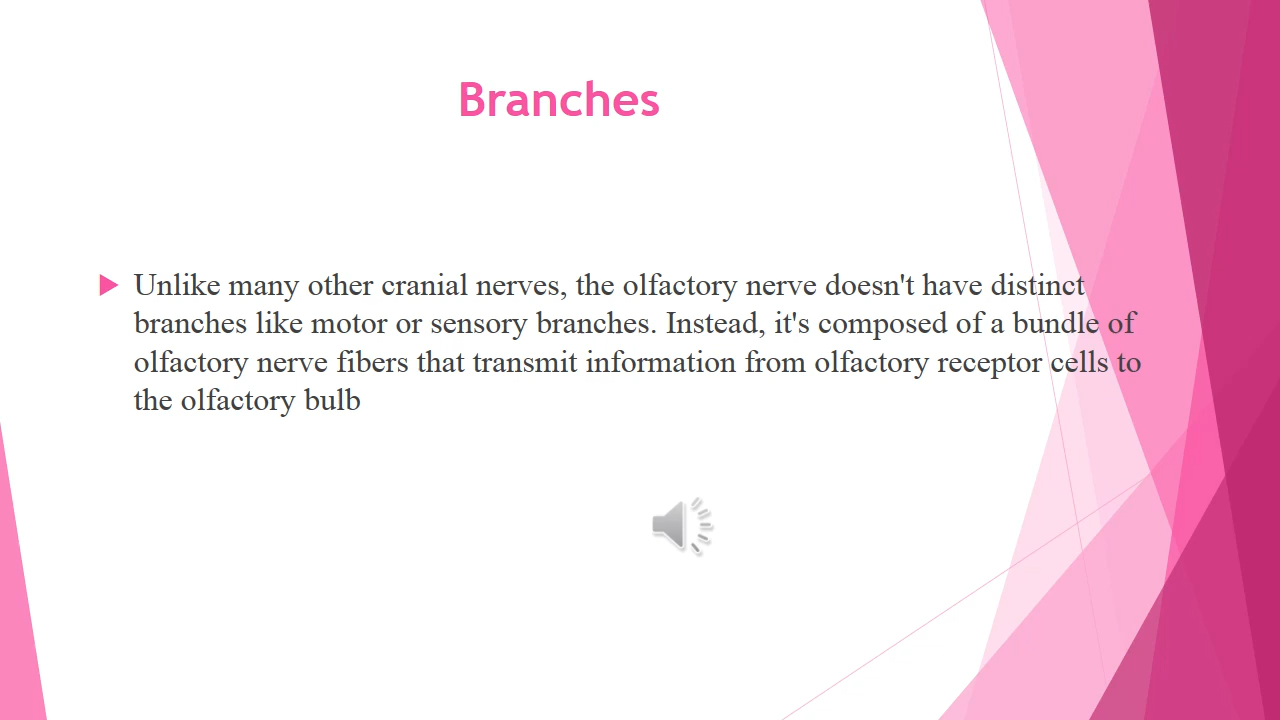 Branches
Unlike many other cranial nerves, the olfactory nerve doesn't have distinct
branches like motor or sensory branches. Instead, it's composed of a bundle of
olfactory nerve fibers that transmit information from olfactory receptor cells to
the olfactory bulb